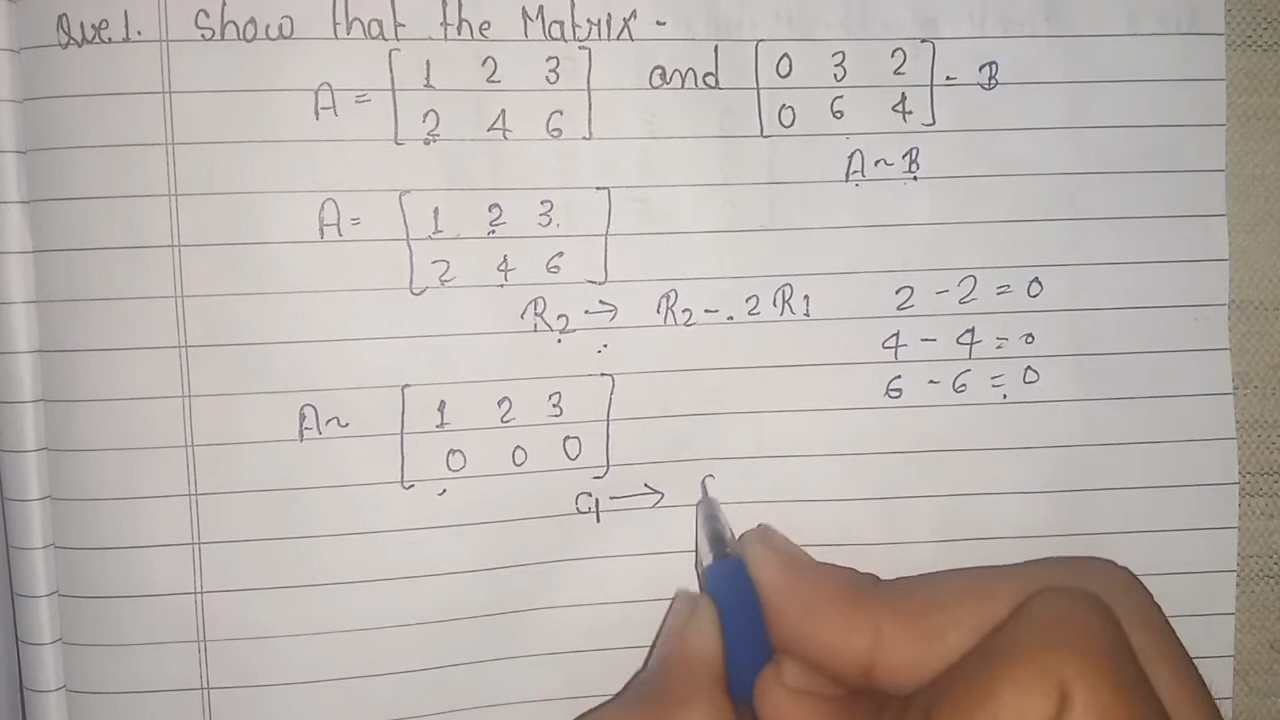 Que 1. Show that the Matrix -
A = [ 1 2 3 and [ 0 3 2 ] - B
2 4 6 ] 0 6 4 ]
A ~ B
A = [ 1 2 3
2 4 6 ]
R2 → R2 - 2R1 2 - 2 = 0
4 - 4 = 0
6 - 6 = 0
A ~ [ 1 2 3
0 0 0 ]
C1 →